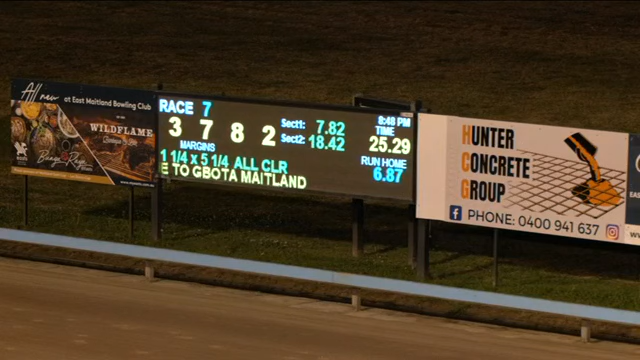 All new
at East Maitland Bowling Club
WILDFLAME
RACE 7
3 7 8 2
MARGINS
Sect1: 7.82
Sect2: 18.42
8:48 PM
TIME
25.29
RUN HOME
6.87
1 1/4 x 5 1/4 ALL CLR
E TO GBOTA MAITLAND
HUNTER
CONCRETE
GROUP
PHONE: 0400 941 637